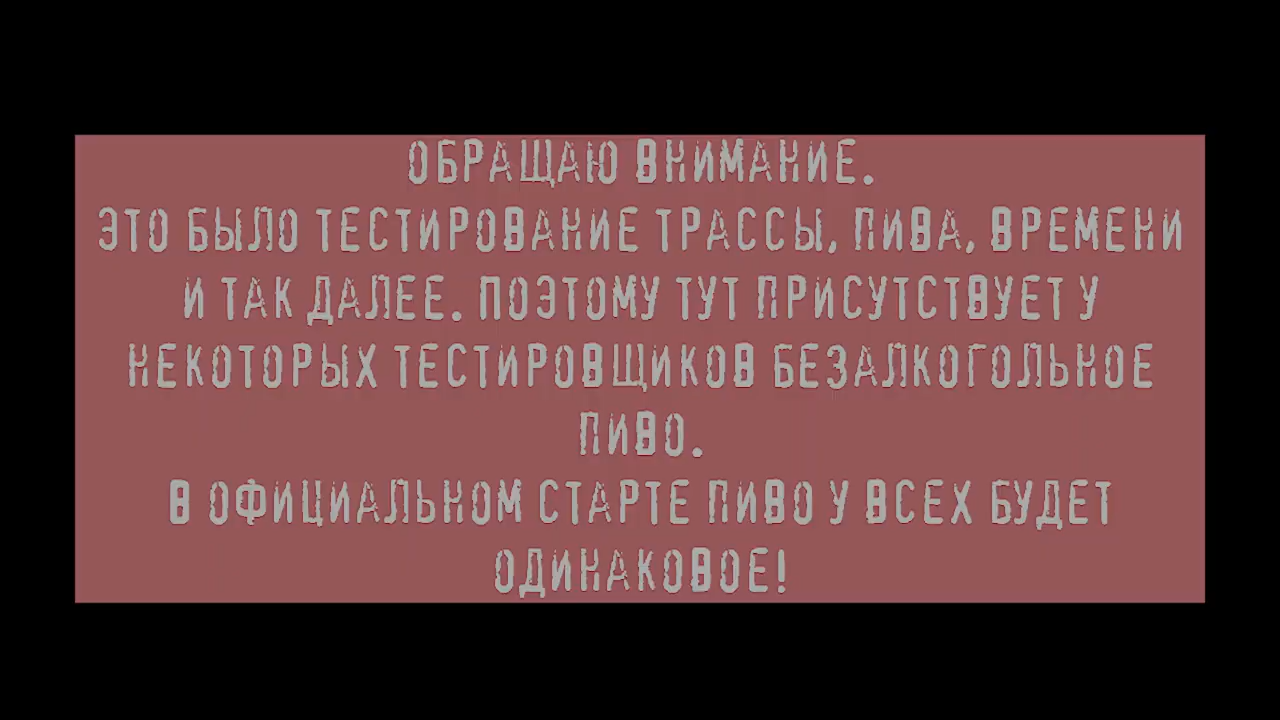 ОБРАЩАЮ ВНИМАНИЕ.
ЭТО БЫЛО ТЕСТИРОВАНИЕ ТРАССЫ, ПИВА, ВРЕМЕНИ
И ТАК ДАЛЕЕ. ПОЭТОМУ ТУТ ПРИСУТСТВУЕТ У
НЕКОТОРЫХ ТЕСТИРОВЩИКОВ БЕЗАЛКОГОЛЬНОЕ
ПИВО.
В ОФИЦИАЛЬНОМ СТАРТЕ ПИВО У ВСЕХ БУДЕТ
ОДИНАКОВОЕ!